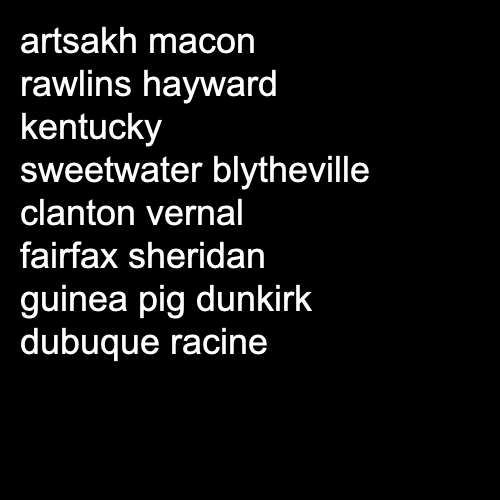 artsakh macon
rawlins hayward
kentucky
sweetwater blytheville
clanton vernal
fairfax sheridan
guinea pig dunkirk
dubuque racine